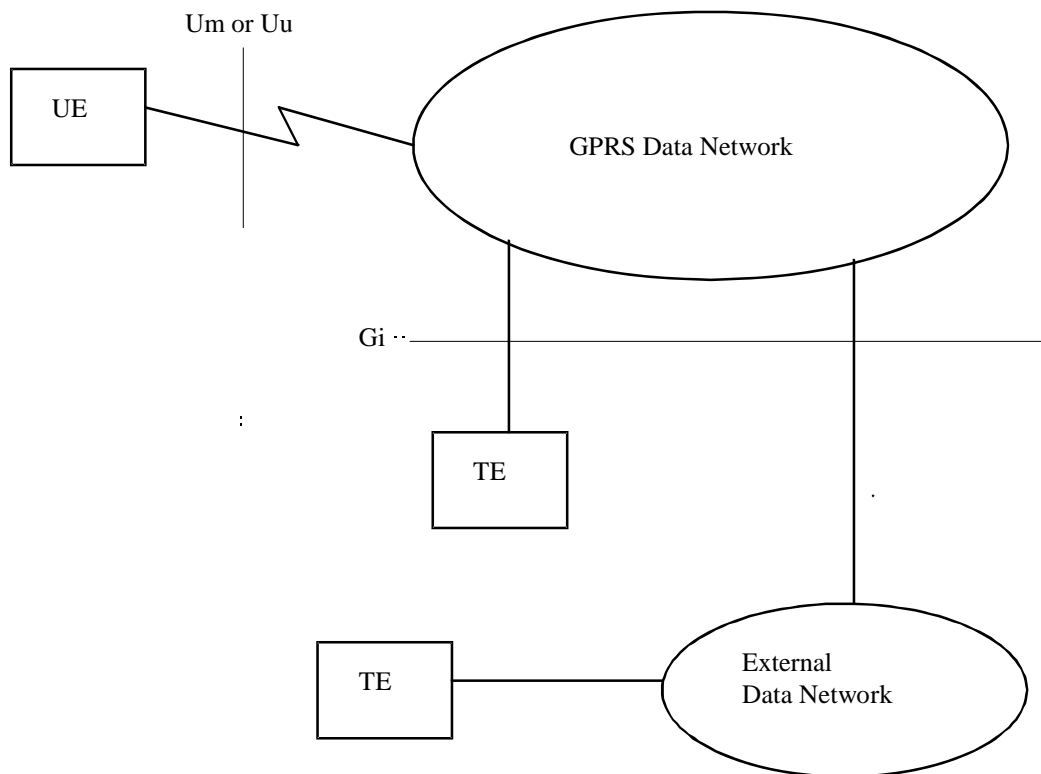 Um or Uu
UE
GPRS Data Network
Gi
TE
TE
External
Data Network